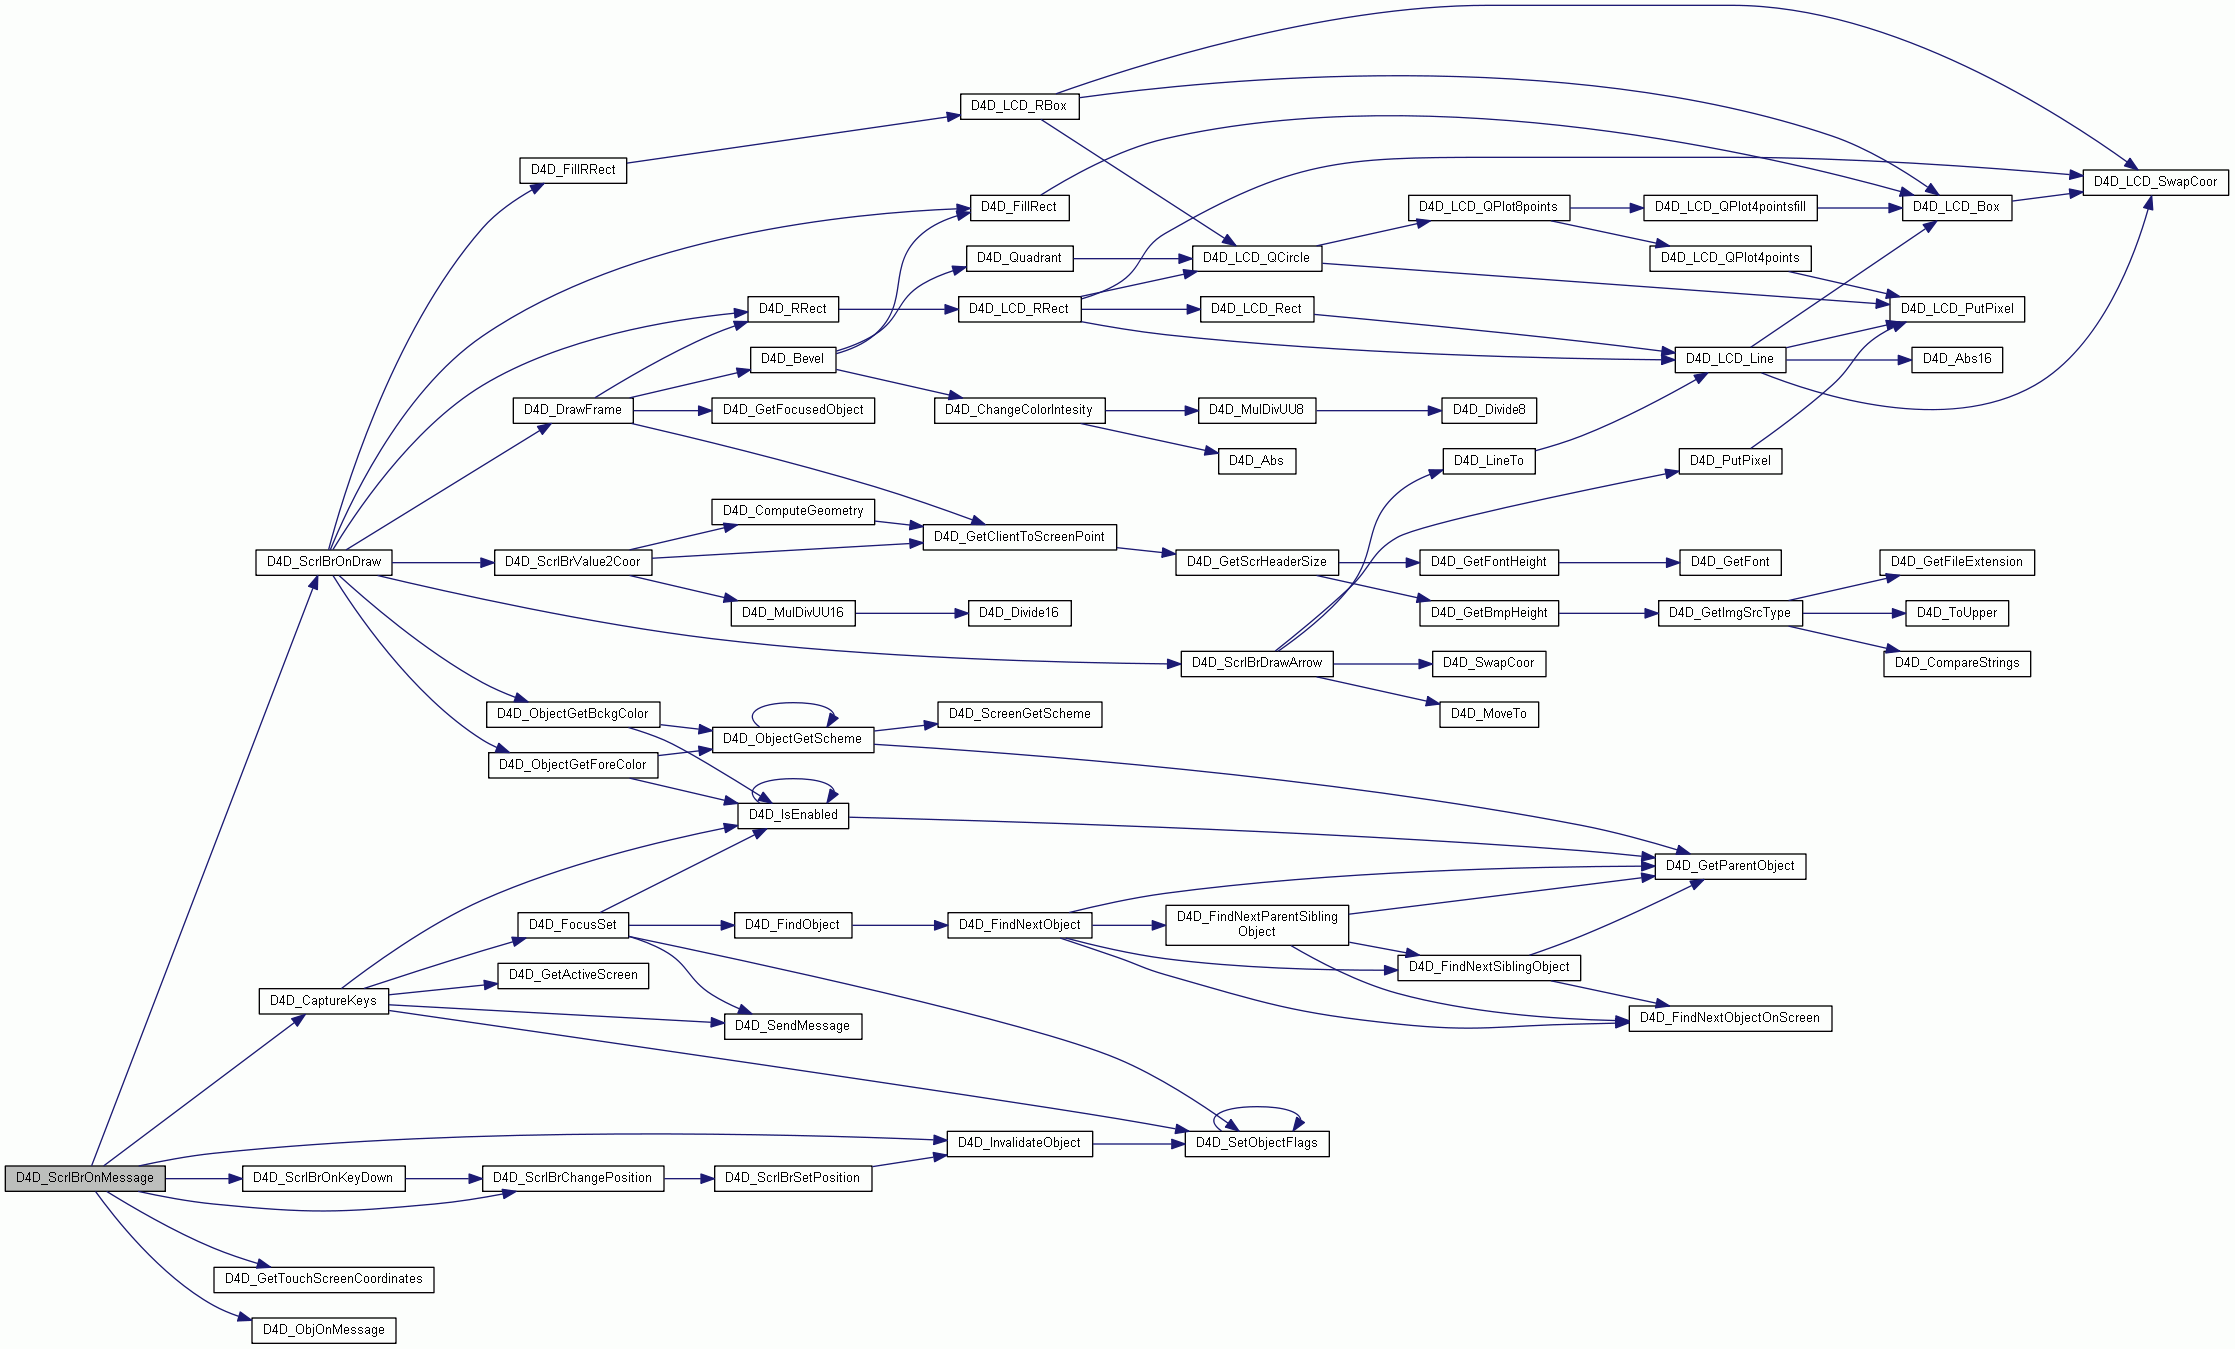 D4D_LCD_RBox
D4D_FillRRect
D4D_LCD_SwapCoor
D4D_FillRect
D4D_LCD_QPlot8points
D4D_LCD_QPlot4pointsfill
D4D_LCD_Box
D4D_Quadrant
D4D_LCD_QCircle
D4D_LCD_QPlot4points
D4D_RRect
D4D_LCD_RRect
D4D_LCD_Rect
D4D_LCD_PutPixel
D4D_Bevel
D4D_LCD_Line
D4D_Abs16
D4D_DrawFrame
D4D_GetFocusedObject
D4D_ChangeColorIntesity
D4D_MulDivUU8
D4D_Divide8
D4D_Abs
D4D_LineTo
D4D_PutPixel
D4D_ComputeGeometry
D4D_GetClientToScreenPoint
D4D_ScrlBrOnDraw
D4D_ScrlBrValue2Coor
D4D_GetScrHeaderSize
D4D_GetFontHeight
D4D_GetFont
D4D_GetFileExtension
D4D_MulDivUU16
D4D_Divide16
D4D_GetBmpHeight
D4D_GetImgSrcType
D4D_ToUpper
D4D_ScrlBrDrawArrow
D4D_SwapCoor
D4D_CompareStrings
D4D_ObjectGetBckgColor
D4D_ScreenGetScheme
D4D_MoveTo
D4D_ObjectGetScheme
D4D_ObjectGetForeColor
D4D_IsEnabled
D4D_GetParentObject
D4D_FocusSet
D4D_FindObject
D4D_FindNextObject
D4D_FindNextParentSibling
Object
D4D_GetActiveScreen
D4D_FindNextSiblingObject
D4D_CaptureKeys
D4D_SendMessage
D4D_FindNextObjectOnScreen
D4D_InvalidateObject
D4D_SetObjectFlags
D4D_ScrlBrOnMessage
D4D_ScrlBrOnKeyDown
D4D_ScrlBrChangePosition
D4D_ScrlBrSetPosition
D4D_GetTouchScreenCoordinates
D4D_ObjOnMessage